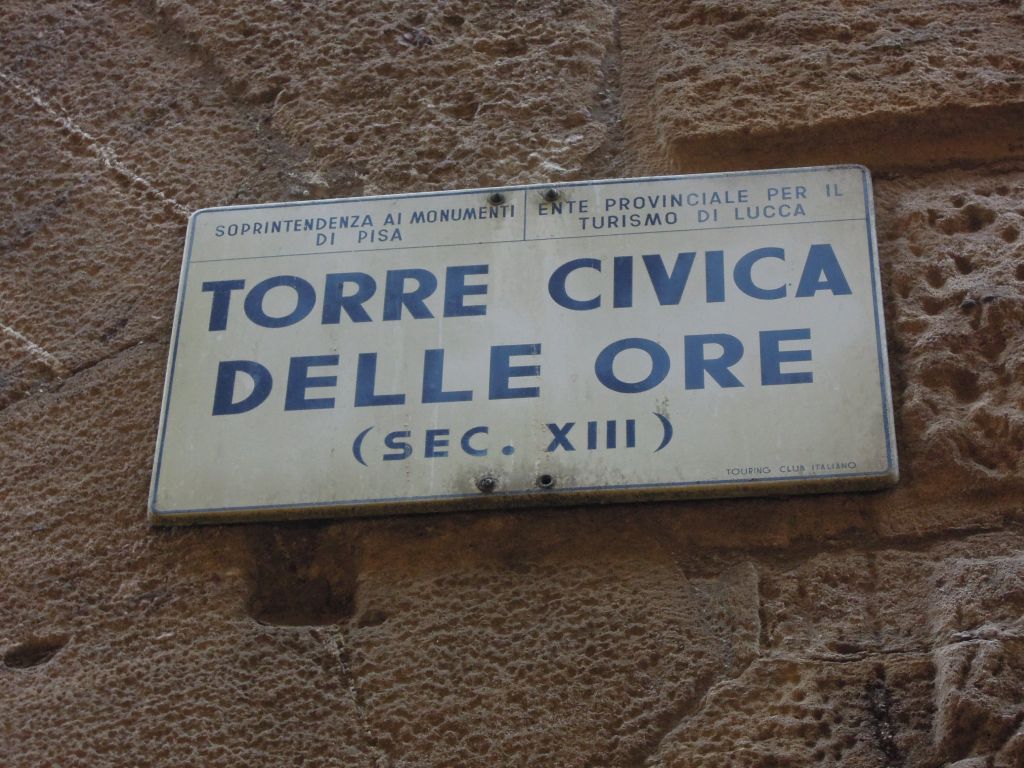 SOPRINTENDENZA AI MONUMENTI
DI PISA
ENTE PROVINCIALE PER IL
TURISMO DI LUCCA
TORRE CIVICA
DELLE ORE
(SEC. XIII)
TOURING CLUB ITALIANO